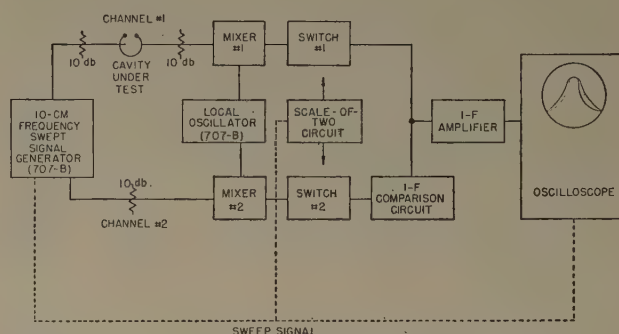 CHANNEL #1
10 db
CAVITY
UNDER
TEST
10 db
MIXER
#1
SWITCH
#1
10-CM
FREQUENCY
SWEPT
SIGNAL
GENERATOR
(707-B)
LOCAL
OSCILLATOR
(707-B)
SCALE-OF-
TWO
CIRCUIT
I-F
AMPLIFIER
OSCILLOSCOPE
10 db.
CHANNEL #2
MIXER
#2
SWITCH
#2
I-F
COMPARISON
CIRCUIT
SWEEP SIGNAL